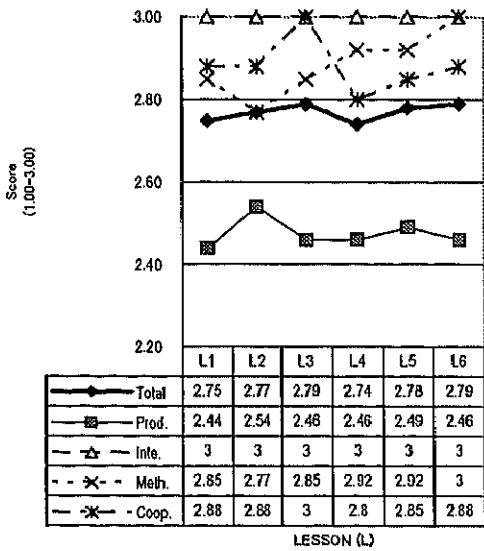 3.00
2.80
2.60
2.40
2.20
Score
(1.00-3.00)
L1 L2 L3 L4 L5 L6
Total 2.75 2.77 2.79 2.74 2.78 2.79
Prod. 2.44 2.54 2.46 2.46 2.49 2.46
Inte. 3 3 3 3 3 3
Meth. 2.85 2.77 2.85 2.92 2.92 3
Coop. 2.88 2.88 3 2.8 2.85 2.88
LESSON (L)